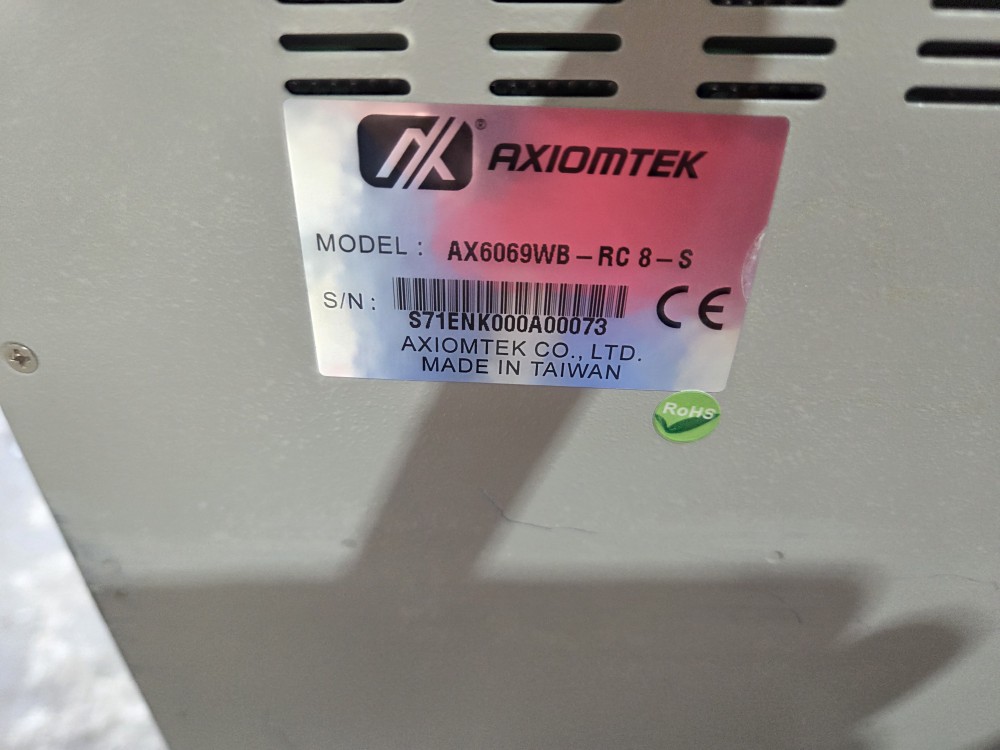 ® AXIOMTEK
MODEL : AX6069WB-RC 8-S
S/N : S71ENK000A00073
CE
AXIOMTEK CO., LTD.
MADE IN TAIWAN
RoHS